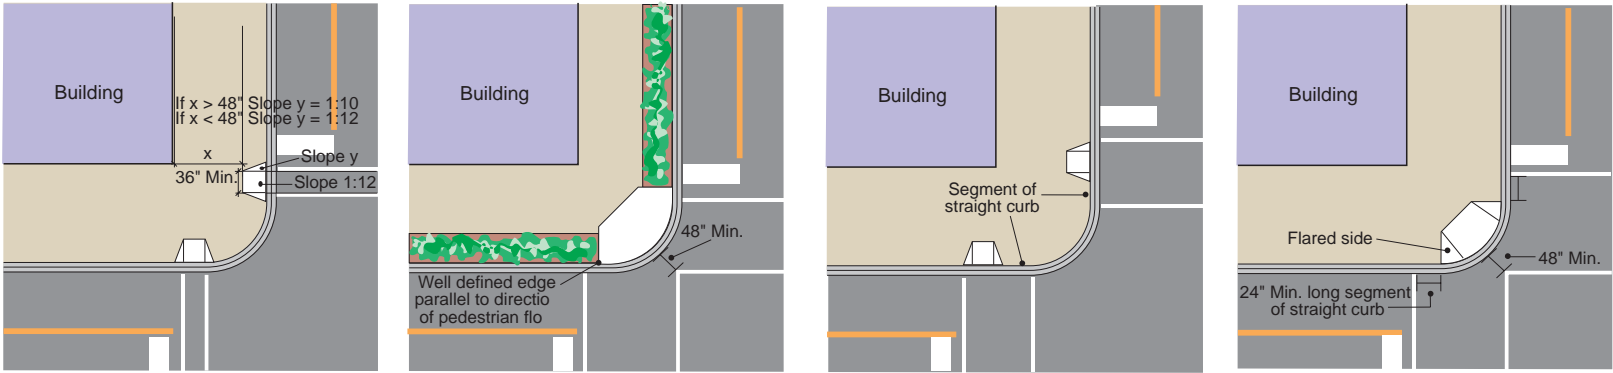 Building
If x > 48" Slope y = 1:10
If x < 48" Slope y = 1:12
x
Slope y
36" Min.
Slope 1:12
Building
48" Min.
Well defined edge
parallel to directio
of pedestrian flo
Building
Segment of
straight curb
Building
Flared side
48" Min.
24" Min. long segment
of straight curb